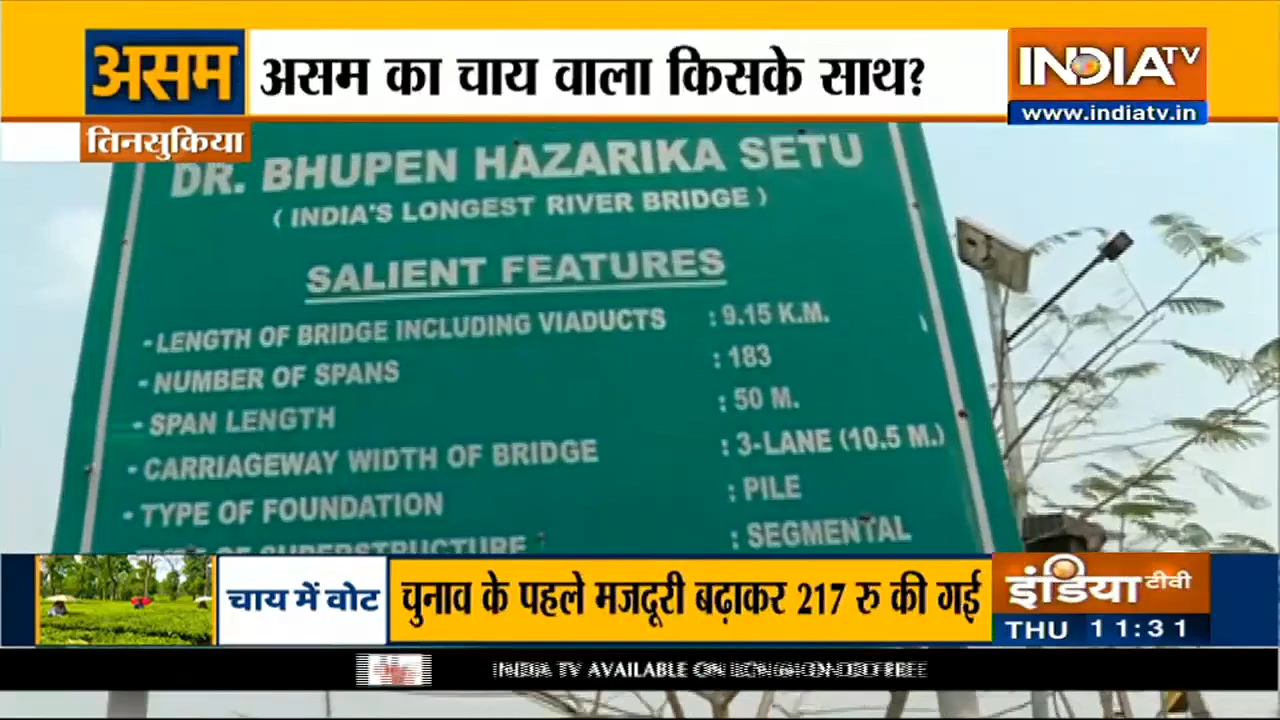 असम
असम का चाय वाला किसके साथ?
INDIA TV
www.indiatv.in
तिनसुकिया
DR. BHUPEN HAZARIKA SETU
( INDIA'S LONGEST RIVER BRIDGE )
SALIENT FEATURES
- LENGTH OF BRIDGE INCLUDING VIADUCTS : 9.15 K.M.
- NUMBER OF SPANS : 183
- SPAN LENGTH : 50 M.
- CARRIAGEWAY WIDTH OF BRIDGE : 3-LANE (10.5 M.)
- TYPE OF FOUNDATION : PILE
TYPE OF SUPERSTRUCTURE : SEGMENTAL
चाय में वोट
चुनाव के पहले मजदूरी बढ़ाकर 217 रु की गई
इंडिया टीवी
THU 11:31
INDIA TV AVAILABLE ON